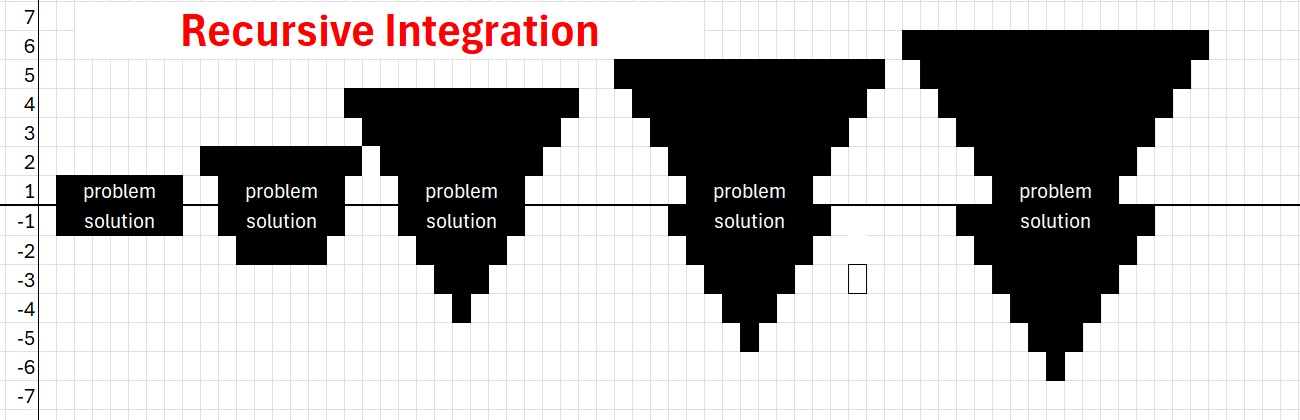 Recursive Integration
7
6
5
4
3
2
1
-1
-2
-3
-4
-5
-6
-7
problem
solution
problem
solution
problem
solution
problem
solution
problem
solution